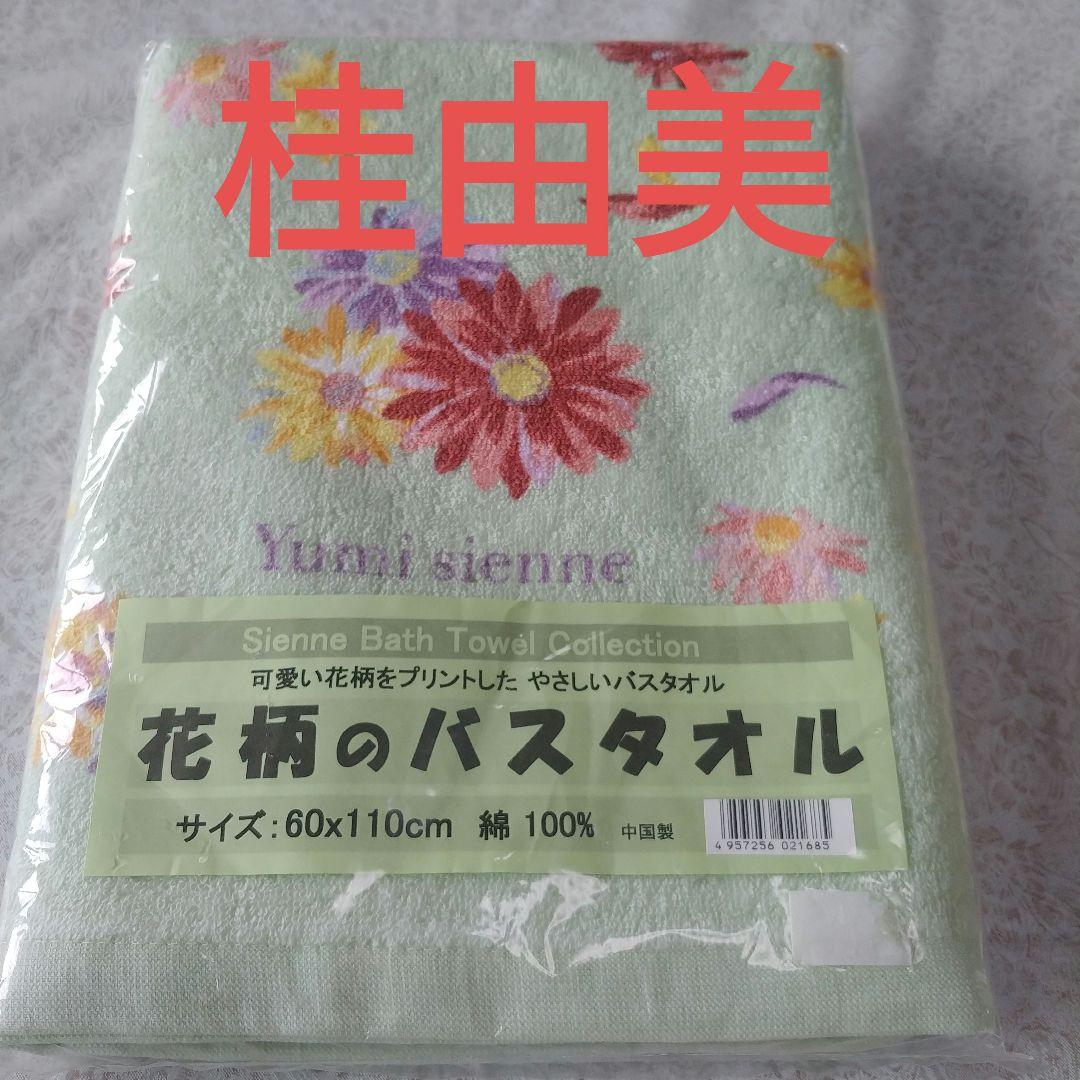 桂由美
Yumi sienne
Sienne Bath Towel Collection
可愛い花柄をプリントした やさしいバスタオル
花柄のバスタオル
サイズ:60x110cm 綿 100% 中国製
4 957256 021685